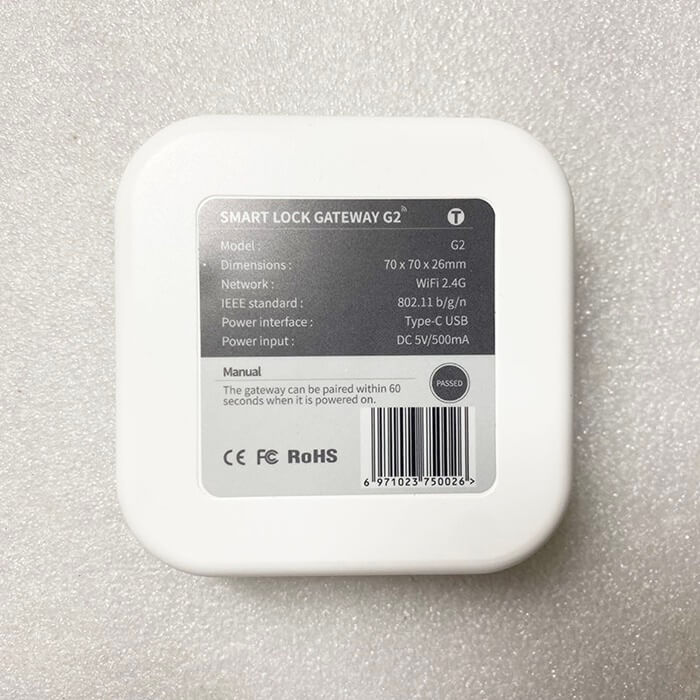 SMART LOCK GATEWAY G2 T
Model : G2
Dimensions : 70 x 70 x 26mm
Network : WiFi 2.4G
IEEE standard : 802.11 b/g/n
Power interface : Type-C USB
Power input : DC 5V/500mA
Manual
The gateway can be paired within 60
seconds when it is powered on.
PASSED
CE FC RoHS
6 971023 750026 >